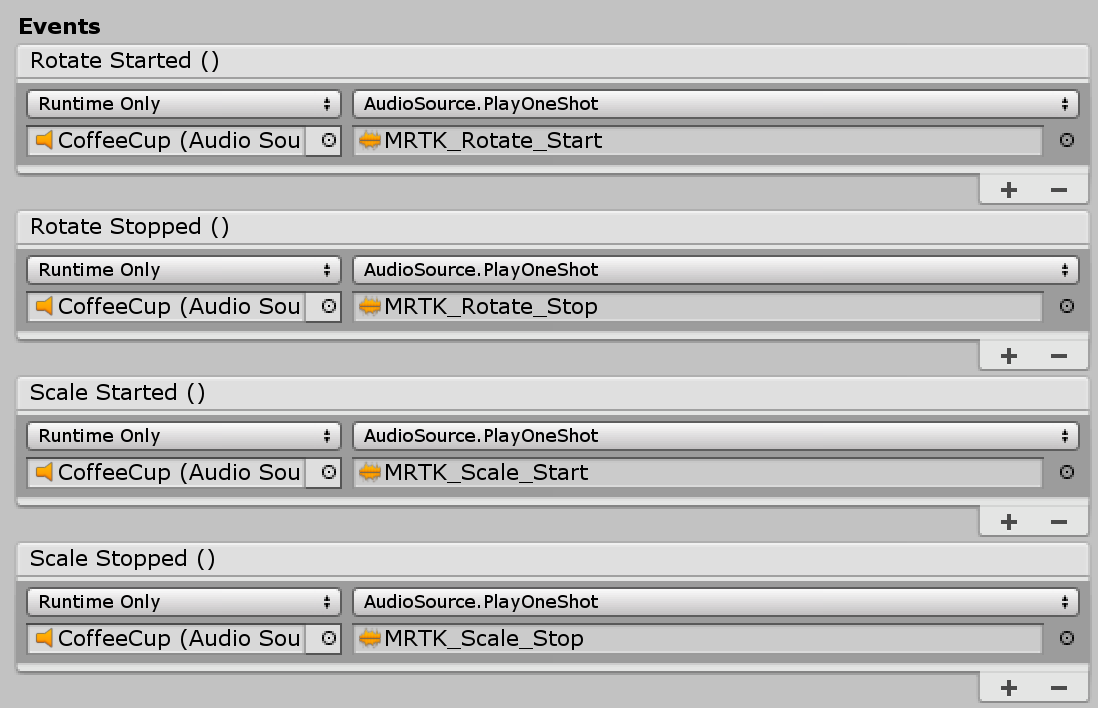 Events
Rotate Started ()
Runtime Only AudioSource.PlayOneShot
CoffeeCup (Audio Sou MRTK_Rotate_Start
Rotate Stopped ()
Runtime Only AudioSource.PlayOneShot
CoffeeCup (Audio Sou MRTK_Rotate_Stop
Scale Started ()
Runtime Only AudioSource.PlayOneShot
CoffeeCup (Audio Sou MRTK_Scale_Start
Scale Stopped ()
Runtime Only AudioSource.PlayOneShot
CoffeeCup (Audio Sou MRTK_Scale_Stop